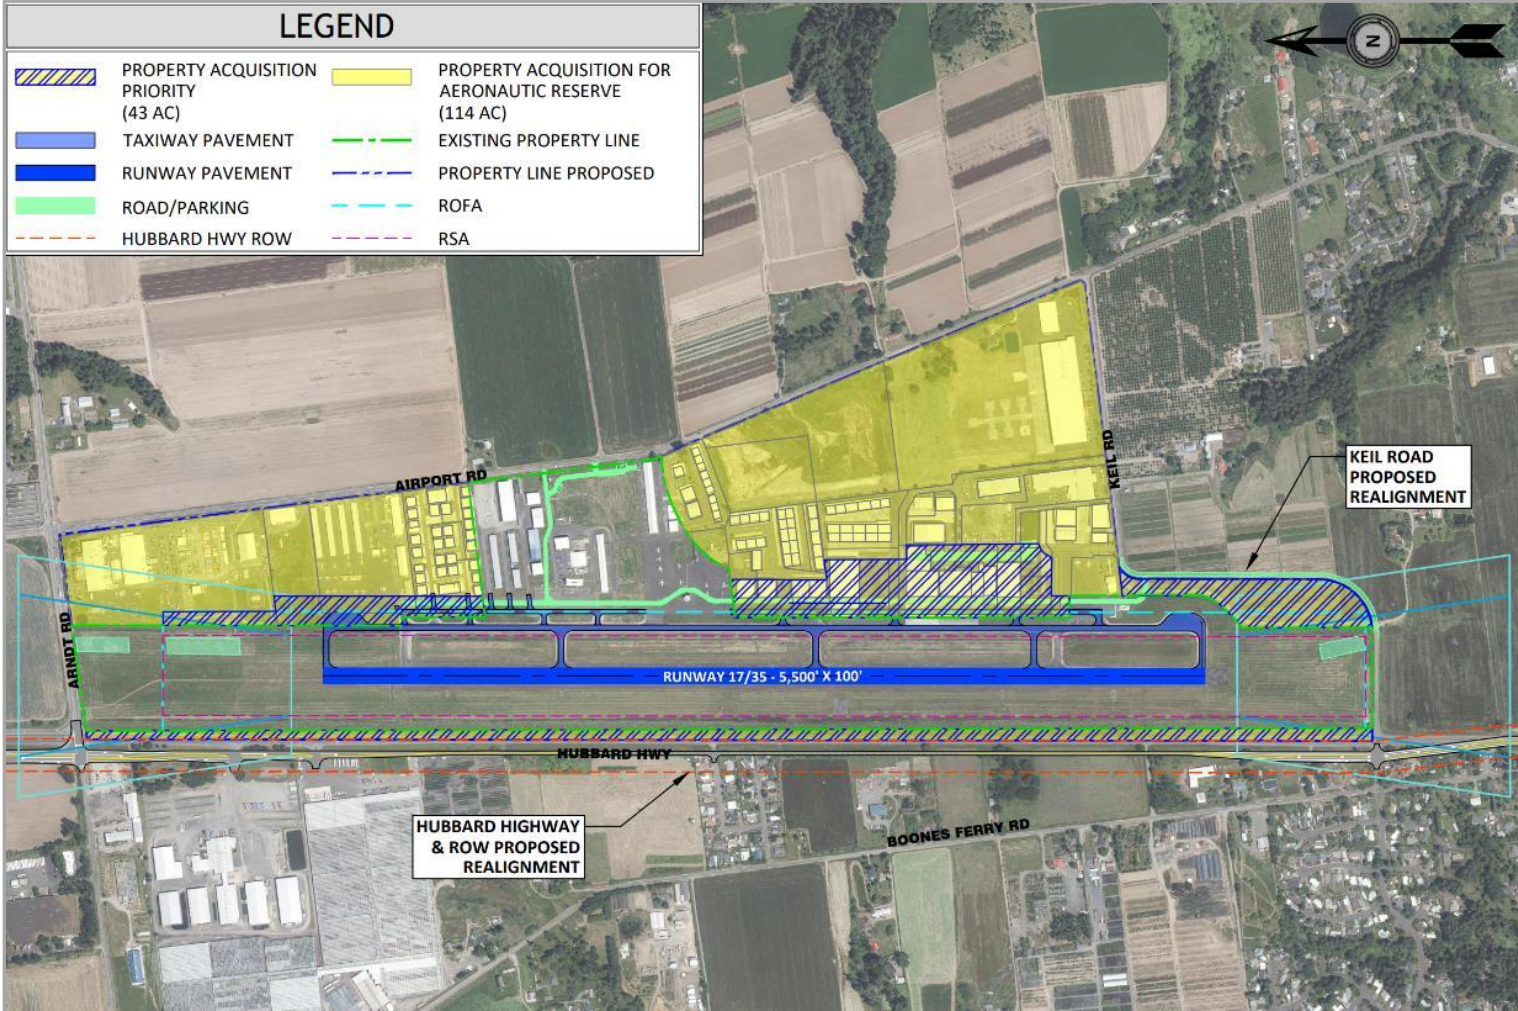 LEGEND
PROPERTY ACQUISITION
PRIORITY
(43 AC)
PROPERTY ACQUISITION FOR
AERONAUTIC RESERVE
(114 AC)
TAXIWAY PAVEMENT
EXISTING PROPERTY LINE
RUNWAY PAVEMENT
PROPERTY LINE PROPOSED
ROAD/PARKING
ROFA
HUBBARD HWY ROW
RSA
N
AIRPORT RD
KEIL RD
KEIL ROAD
PROPOSED
REALIGNMENT
ARNDT RD
RUNWAY 17/35 - 5,500' X 100'
HUBBARD HWY
HUBBARD HIGHWAY
& ROW PROPOSED
REALIGNMENT
BOONES FERRY RD